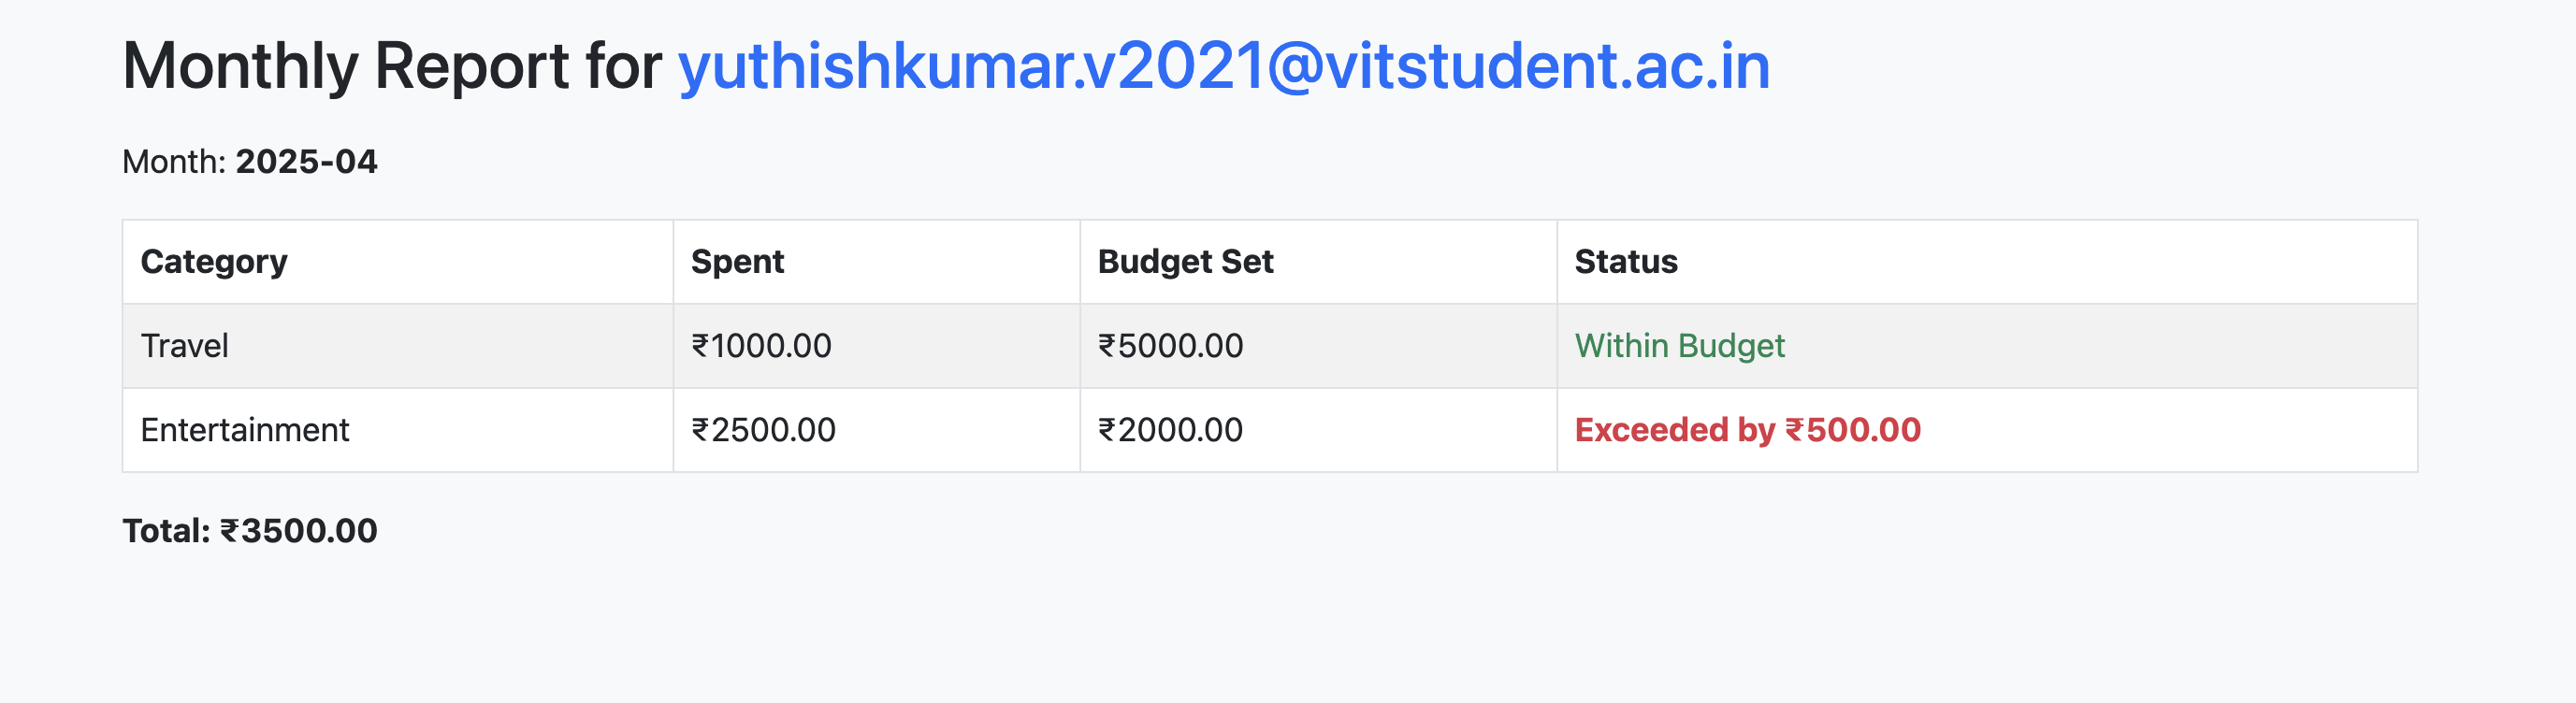 Monthly Report for yuthishkumar.v2021@vitstudent.ac.in
Month: 2025-04
Category Spent Budget Set Status
Travel ₹1000.00 ₹5000.00 Within Budget
Entertainment ₹2500.00 ₹2000.00 Exceeded by ₹500.00
Total: ₹3500.00